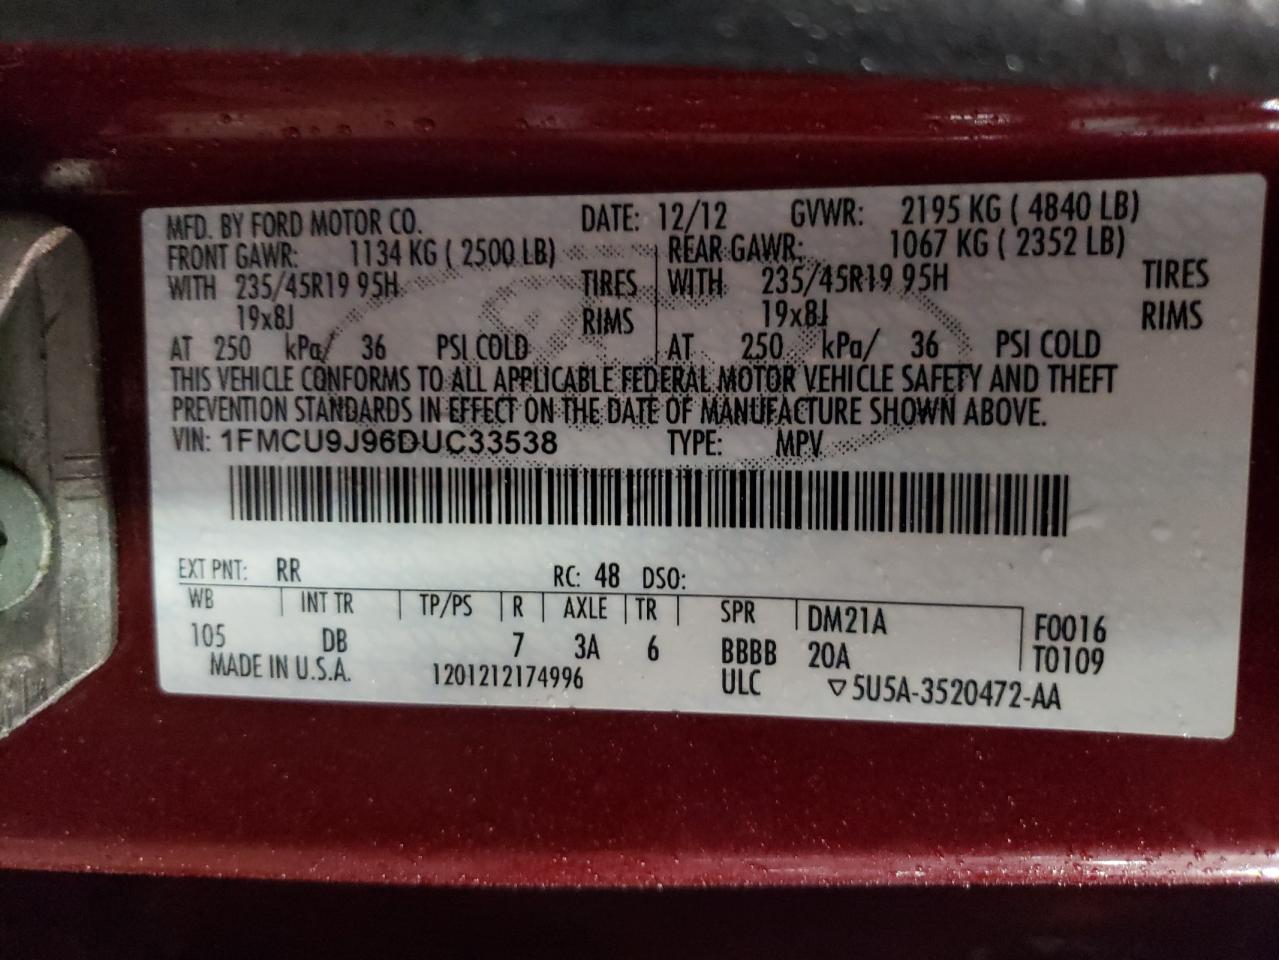 MFD. BY FORD MOTOR CO. DATE: 12/12 GVWR: 2195 KG ( 4840 LB)
FRONT GAWR: 1134 KG ( 2500 LB) REAR GAWR: 1067 KG ( 2352 LB)
WITH 235/45R19 95H TIRES WITH 235/45R19 95H TIRES
19x8J RIMS 19x8J RIMS
AT 250 kPa/ 36 PSI COLD AT 250 kPa/ 36 PSI COLD
THIS VEHICLE CONFORMS TO ALL APPLICABLE FEDERAL MOTOR VEHICLE SAFETY AND THEFT
PREVENTION STANDARDS IN EFFECT ON THE DATE OF MANUFACTURE SHOWN ABOVE.
VIN: 1FMCU9J96DUC33538 TYPE: MPV
EXT PNT: RR RC: 48 DSO:
WB INT TR TP/PS R AXLE TR SPR DM21A F0016
105 DB 7 3A 6 BBBB 20A T0109
MADE IN U.S.A. 1201212174996 ULC ▽5U5A-3520472-AA